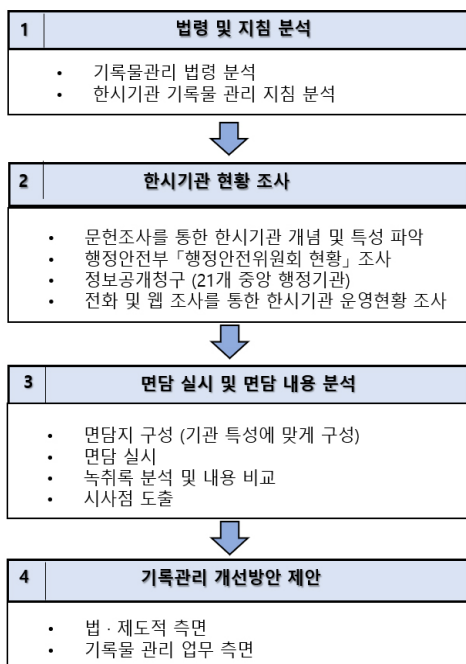 1 법령 및 지침 분석
• 기록물관리 법령 분석
• 한시기관 기록물 관리 지침 분석
2 한시기관 현황 조사
• 문헌조사를 통한 한시기관 개념 및 특성 파악
• 행정안전부 「행정안전위원회 현황」 조사
• 정보공개청구 (21개 중앙 행정기관)
• 전화 및 웹 조사를 통한 한시기관 운영현황 조사
3 면담 실시 및 면담 내용 분석
• 면담지 구성 (기관 특성에 맞게 구성)
• 면담 실시
• 녹취록 분석 및 내용 비교
• 시사점 도출
4 기록관리 개선방안 제안
• 법 · 제도적 측면
• 기록물 관리 업무 측면